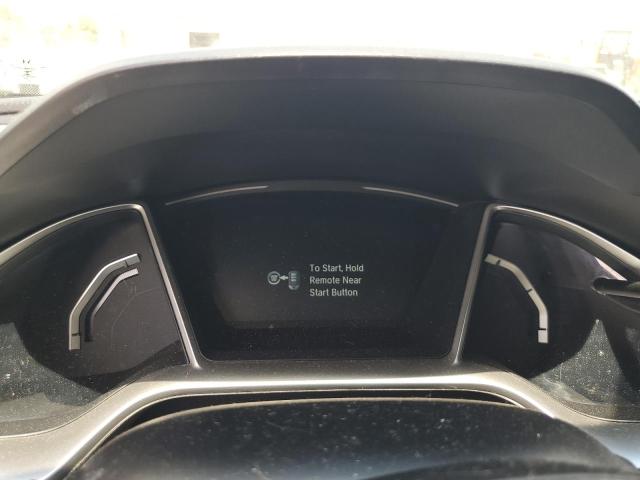 To Start, Hold
Remote Near
Start Button